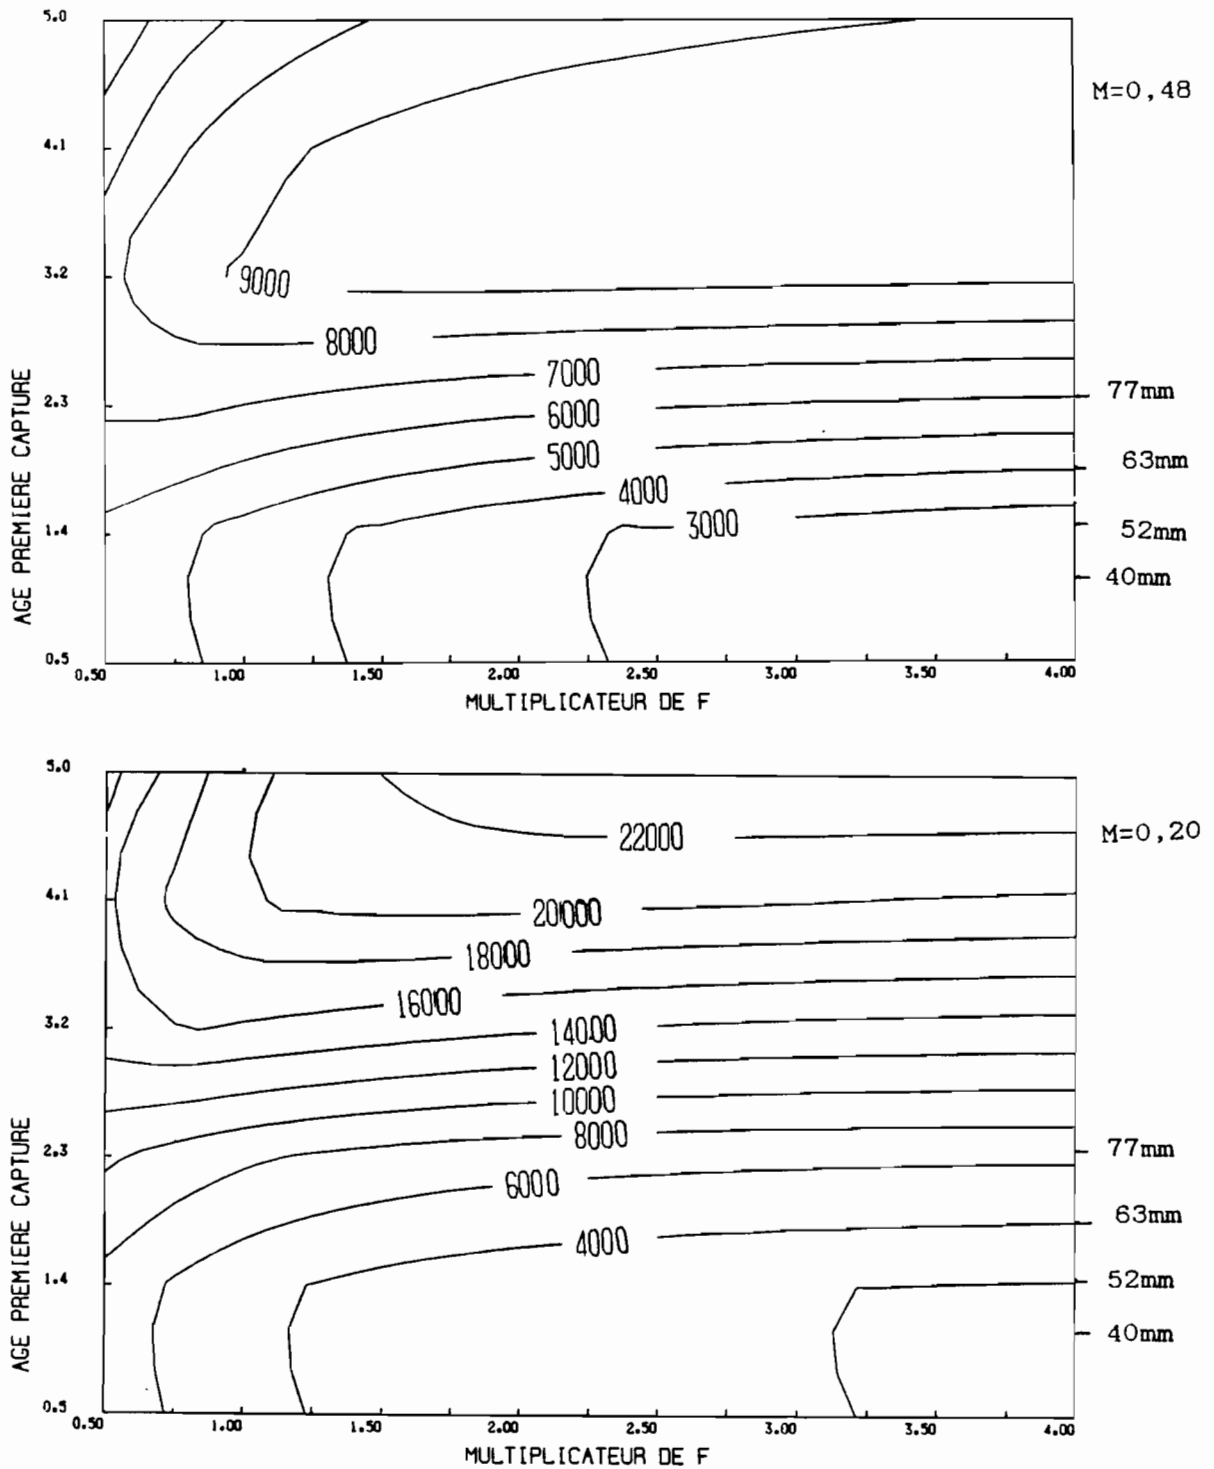 5.0
M=0,48
4.1
3.2
9000
8000
7000
77mm
2.3
6000
5000
63mm
4000
3000
52mm
1.4
40mm
0.5
AGE PREMIERE CAPTURE
0.50 1.00 1.50 2.00 2.50 3.00 3.50 4.00
MULTIPLICATEUR DE F
5.0
M=0,20
22000
4.1
20000
18000
16000
3.2
14000
12000
10000
8000
2.3
77mm
6000
63mm
4000
1.4
52mm
40mm
0.5
AGE PREMIERE CAPTURE
0.50 1.00 1.50 2.00 2.50 3.00 3.50 4.00
MULTIPLICATEUR DE F